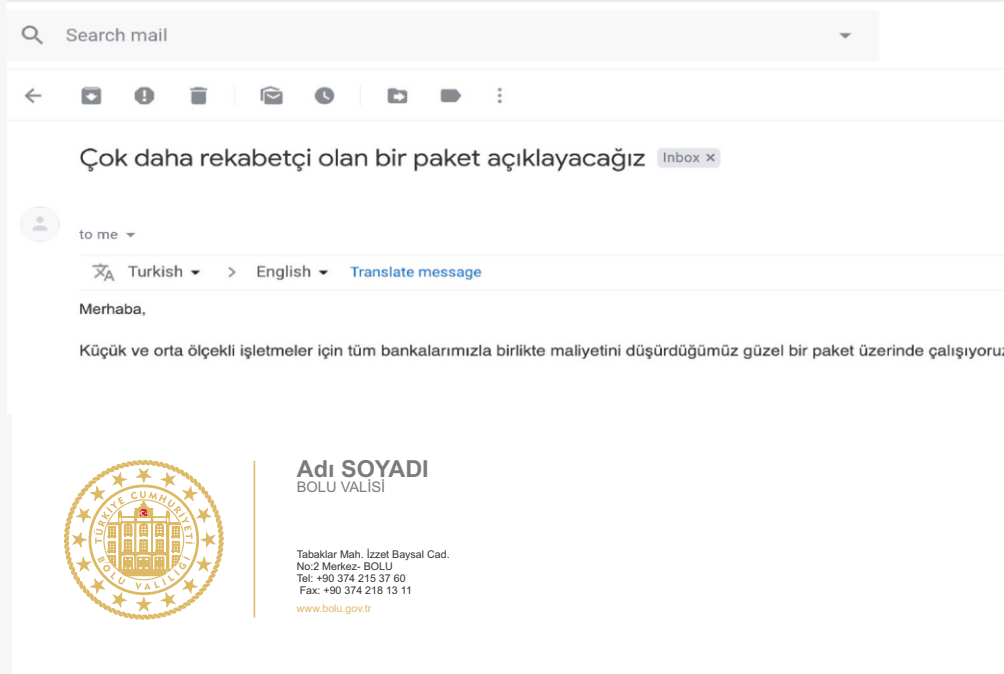 Search mail
Çok daha rekabetçi olan bir paket açıklayacağız Inbox ×
to me
Turkish > English Translate message
Merhaba,
Küçük ve orta ölçekli işletmeler için tüm bankalarımızla birlikte maliyetini düşürdüğümüz güzel bir paket üzerinde çalışıyoruz
Adı SOYADI
BOLU VALİSİ
TÜRKİYE CUMHURİYETİ
BOLU VALİLİĞİ
Tabaklar Mah. İzzet Baysal Cad.
No:2 Merkez- BOLU
Tel: +90 374 215 37 60
Fax: +90 374 218 13 11
www.bolu.gov.tr